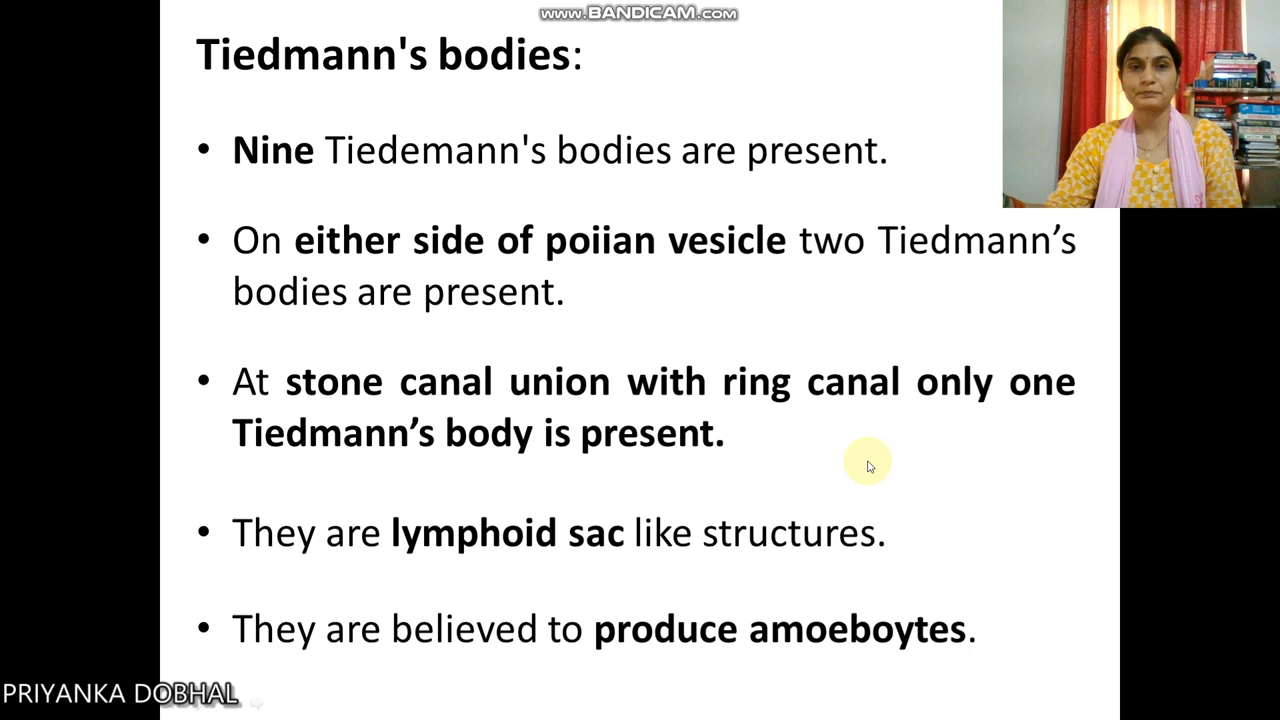 www.BANDICAM.com
Tiedmann's bodies:
• Nine Tiedemann's bodies are present.
• On either side of poiian vesicle two Tiedmann’s
bodies are present.
• At stone canal union with ring canal only one
Tiedmann’s body is present.
• They are lymphoid sac like structures.
• They are believed to produce amoeboytes.
PRIYANKA DOBHAL